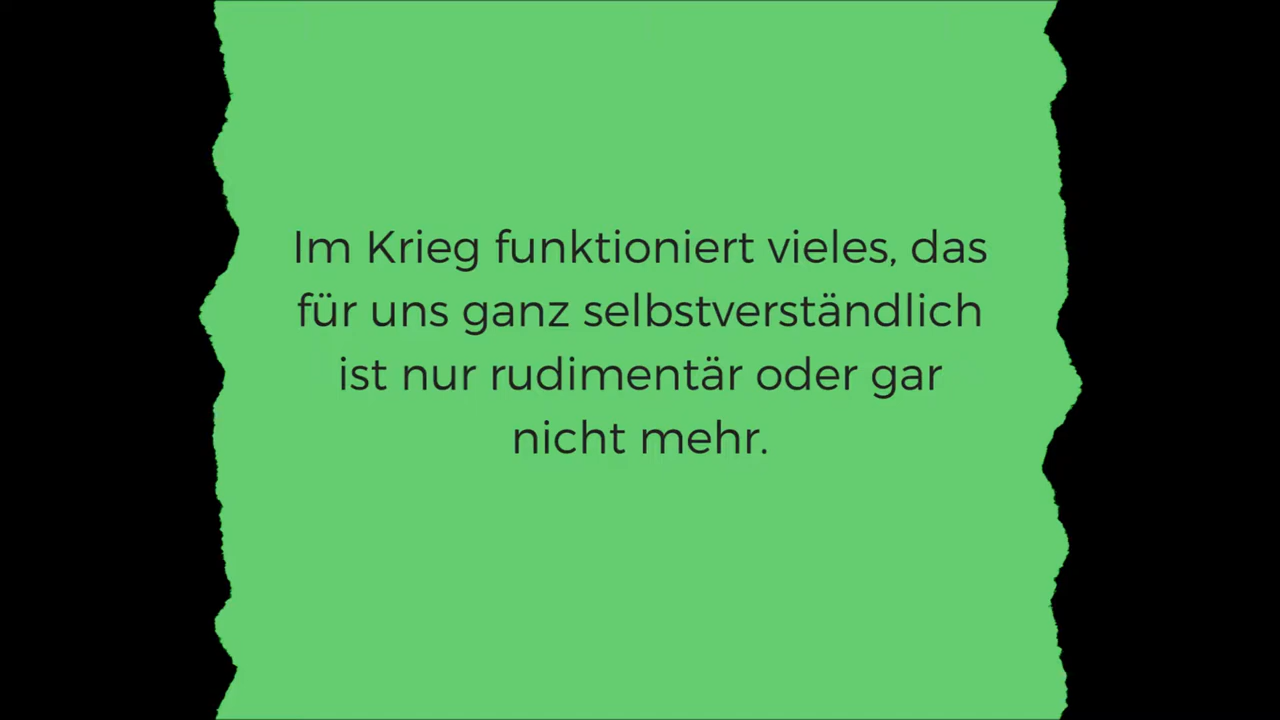 Im Krieg funktioniert vieles, das
für uns ganz selbstverständlich
ist nur rudimentär oder gar
nicht mehr.